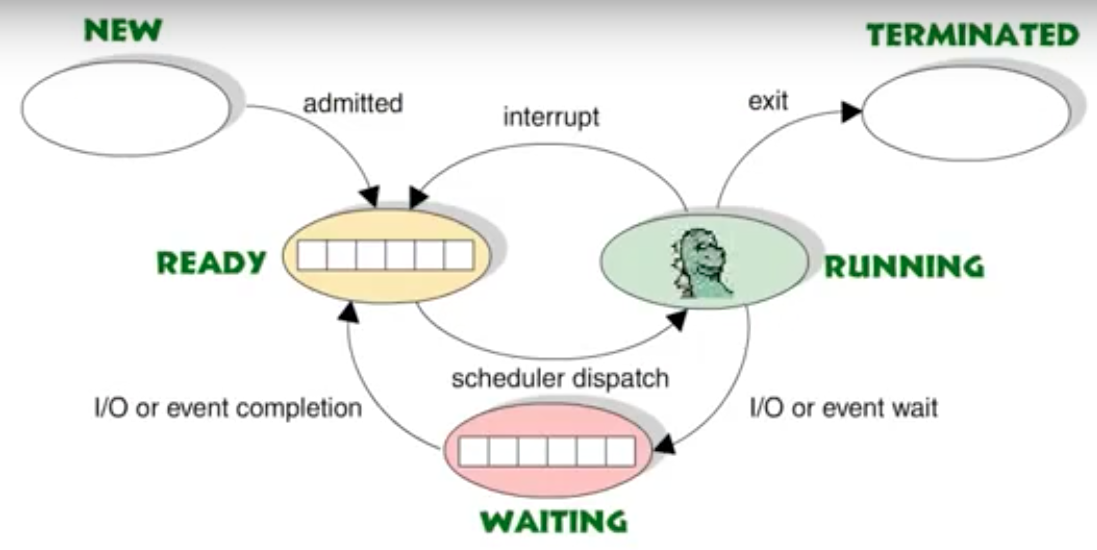 NEW
TERMINATED
admitted
interrupt
exit
READY
RUNNING
scheduler dispatch
I/O or event completion
I/O or event wait
WAITING